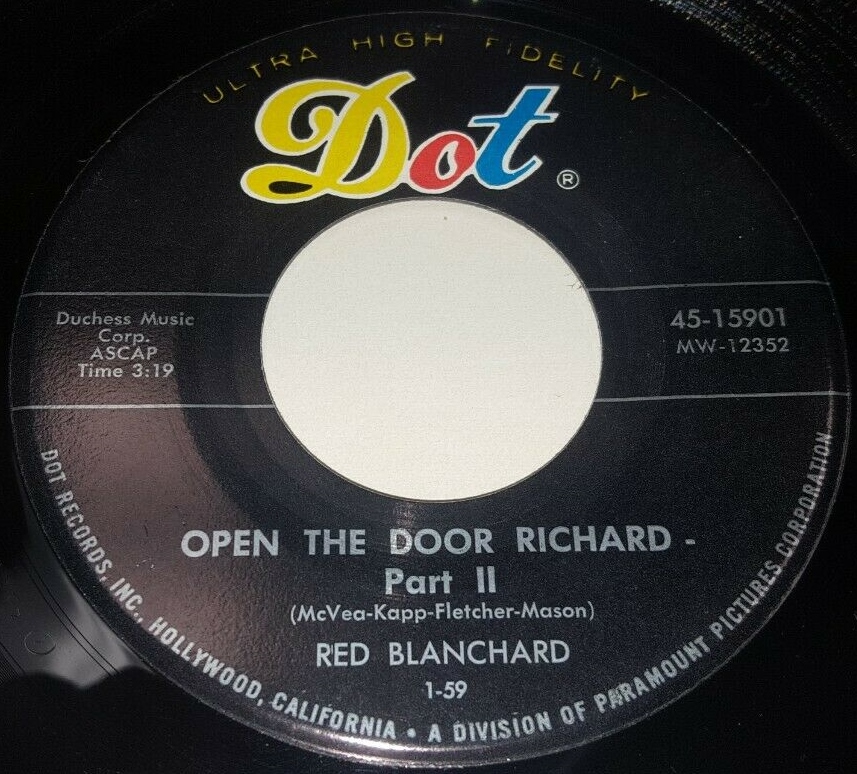 ULTRA HIGH FIDELITY
Dot ®
Duchess Music
Corp.
ASCAP
Time 3:19
45-15901
MW-12352
OPEN THE DOOR RICHARD -
Part II
(McVea-Kapp-Fletcher-Mason)
RED BLANCHARD
1-59
DOT RECORDS, INC., HOLLYWOOD, CALIFORNIA • A DIVISION OF PARAMOUNT PICTURES CORPORATION